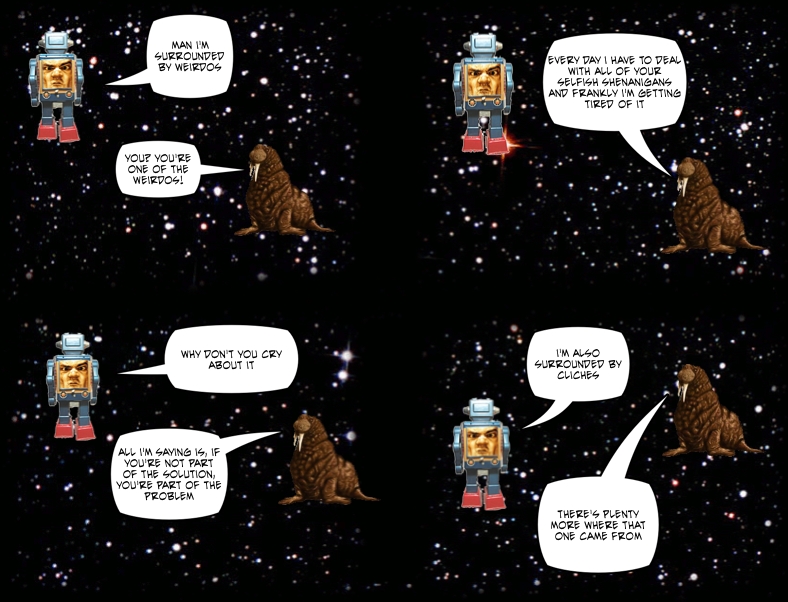 MAN I'M
SURROUNDED
BY WEIRDOS
YOU? YOU'RE
ONE OF THE
WEIRDOS!
EVERY DAY I HAVE TO DEAL
WITH ALL OF YOUR
SELFISH SHENANIGANS
AND FRANKLY I'M GETTING
TIRED OF IT
WHY DON'T YOU CRY
ABOUT IT
ALL I'M SAYING IS, IF
YOU'RE NOT PART
OF THE SOLUTION,
YOU'RE PART OF THE
PROBLEM
I'M ALSO
SURROUNDED BY
CLICHES
THERE'S PLENTY
MORE WHERE THAT
ONE CAME FROM